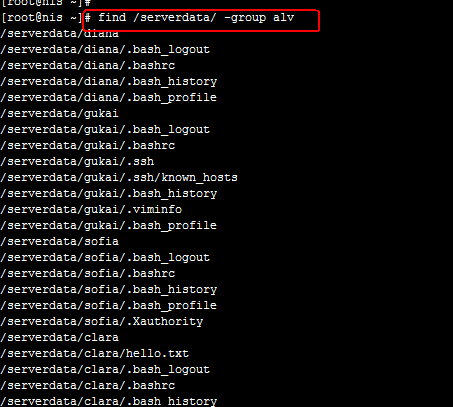 [root@nis ~]#
[root@nis ~]# find /serverdata/ -group alv
/serverdata/diana
/serverdata/diana/.bash_logout
/serverdata/diana/.bashrc
/serverdata/diana/.bash_history
/serverdata/diana/.bash_profile
/serverdata/gukai
/serverdata/gukai/.bash_logout
/serverdata/gukai/.bashrc
/serverdata/gukai/.ssh
/serverdata/gukai/.ssh/known_hosts
/serverdata/gukai/.bash_history
/serverdata/gukai/.viminfo
/serverdata/gukai/.bash_profile
/serverdata/sofia
/serverdata/sofia/.bash_logout
/serverdata/sofia/.bashrc
/serverdata/sofia/.bash_history
/serverdata/sofia/.bash_profile
/serverdata/sofia/.Xauthority
/serverdata/clara
/serverdata/clara/hello.txt
/serverdata/clara/.bash_logout
/serverdata/clara/.bashrc
/serverdata/clara/.bash_history